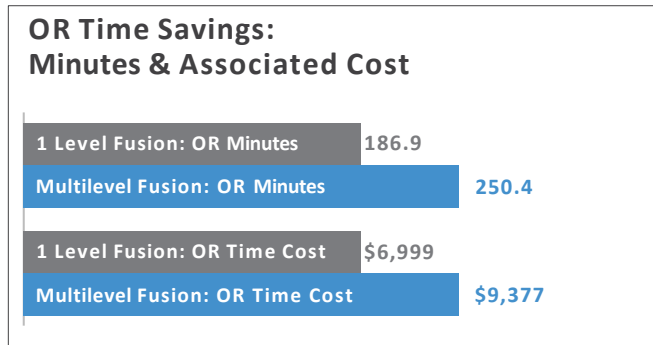 OR Time Savings:
Minutes & Associated Cost
1 Level Fusion: OR Minutes 186.9
Multilevel Fusion: OR Minutes 250.4
1 Level Fusion: OR Time Cost $6,999
Multilevel Fusion: OR Time Cost $9,377